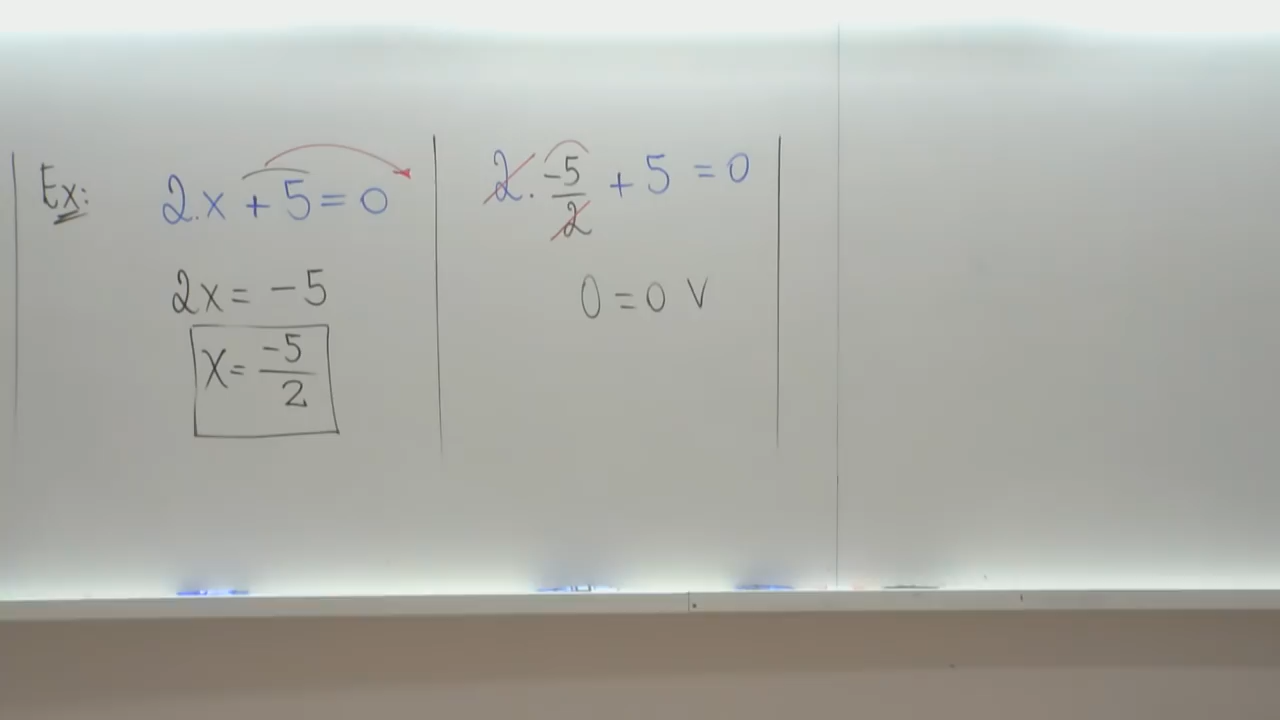 Ex: 2.x + 5 = 0
2x = -5
x = -5/2
2. -5/2 + 5 = 0
0 = 0 V